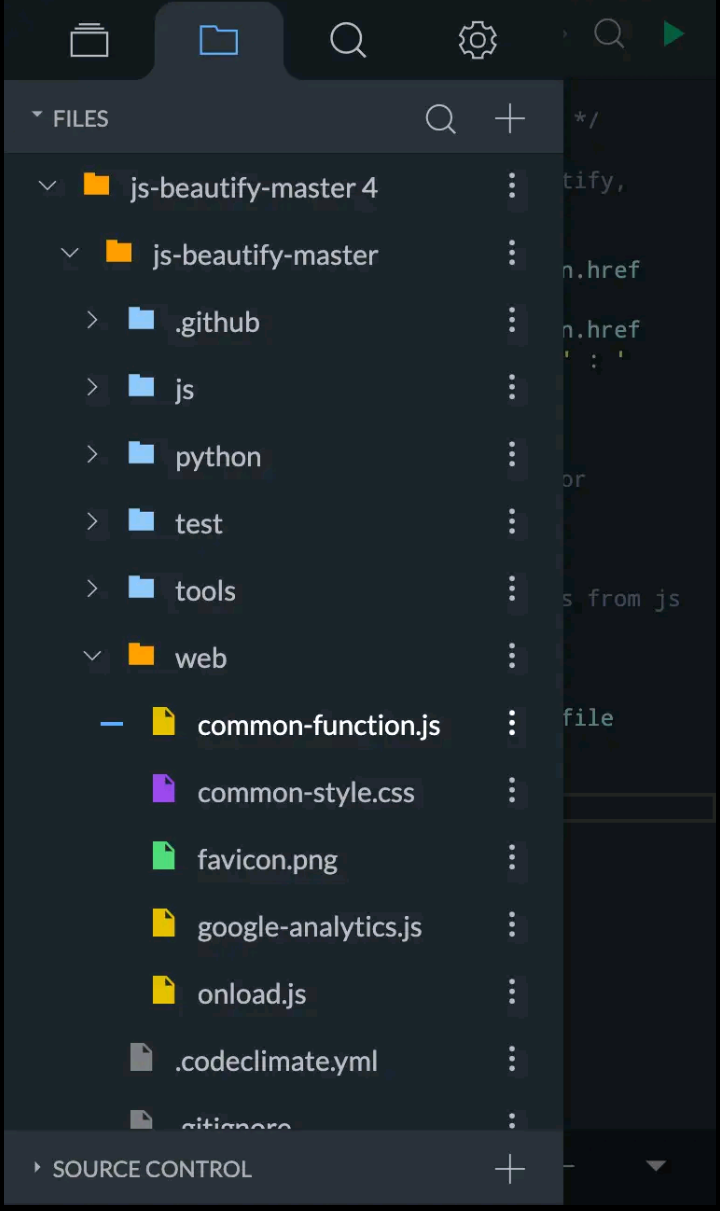 FILES
*/
js-beautify-master 4
tify,
js-beautify-master
n.href
.github
n.href
' : '
js
python
or
test
tools
s from js
web
common-function.js
file
common-style.css
favicon.png
google-analytics.js
onload.js
.codeclimate.yml
.gitignore
SOURCE CONTROL